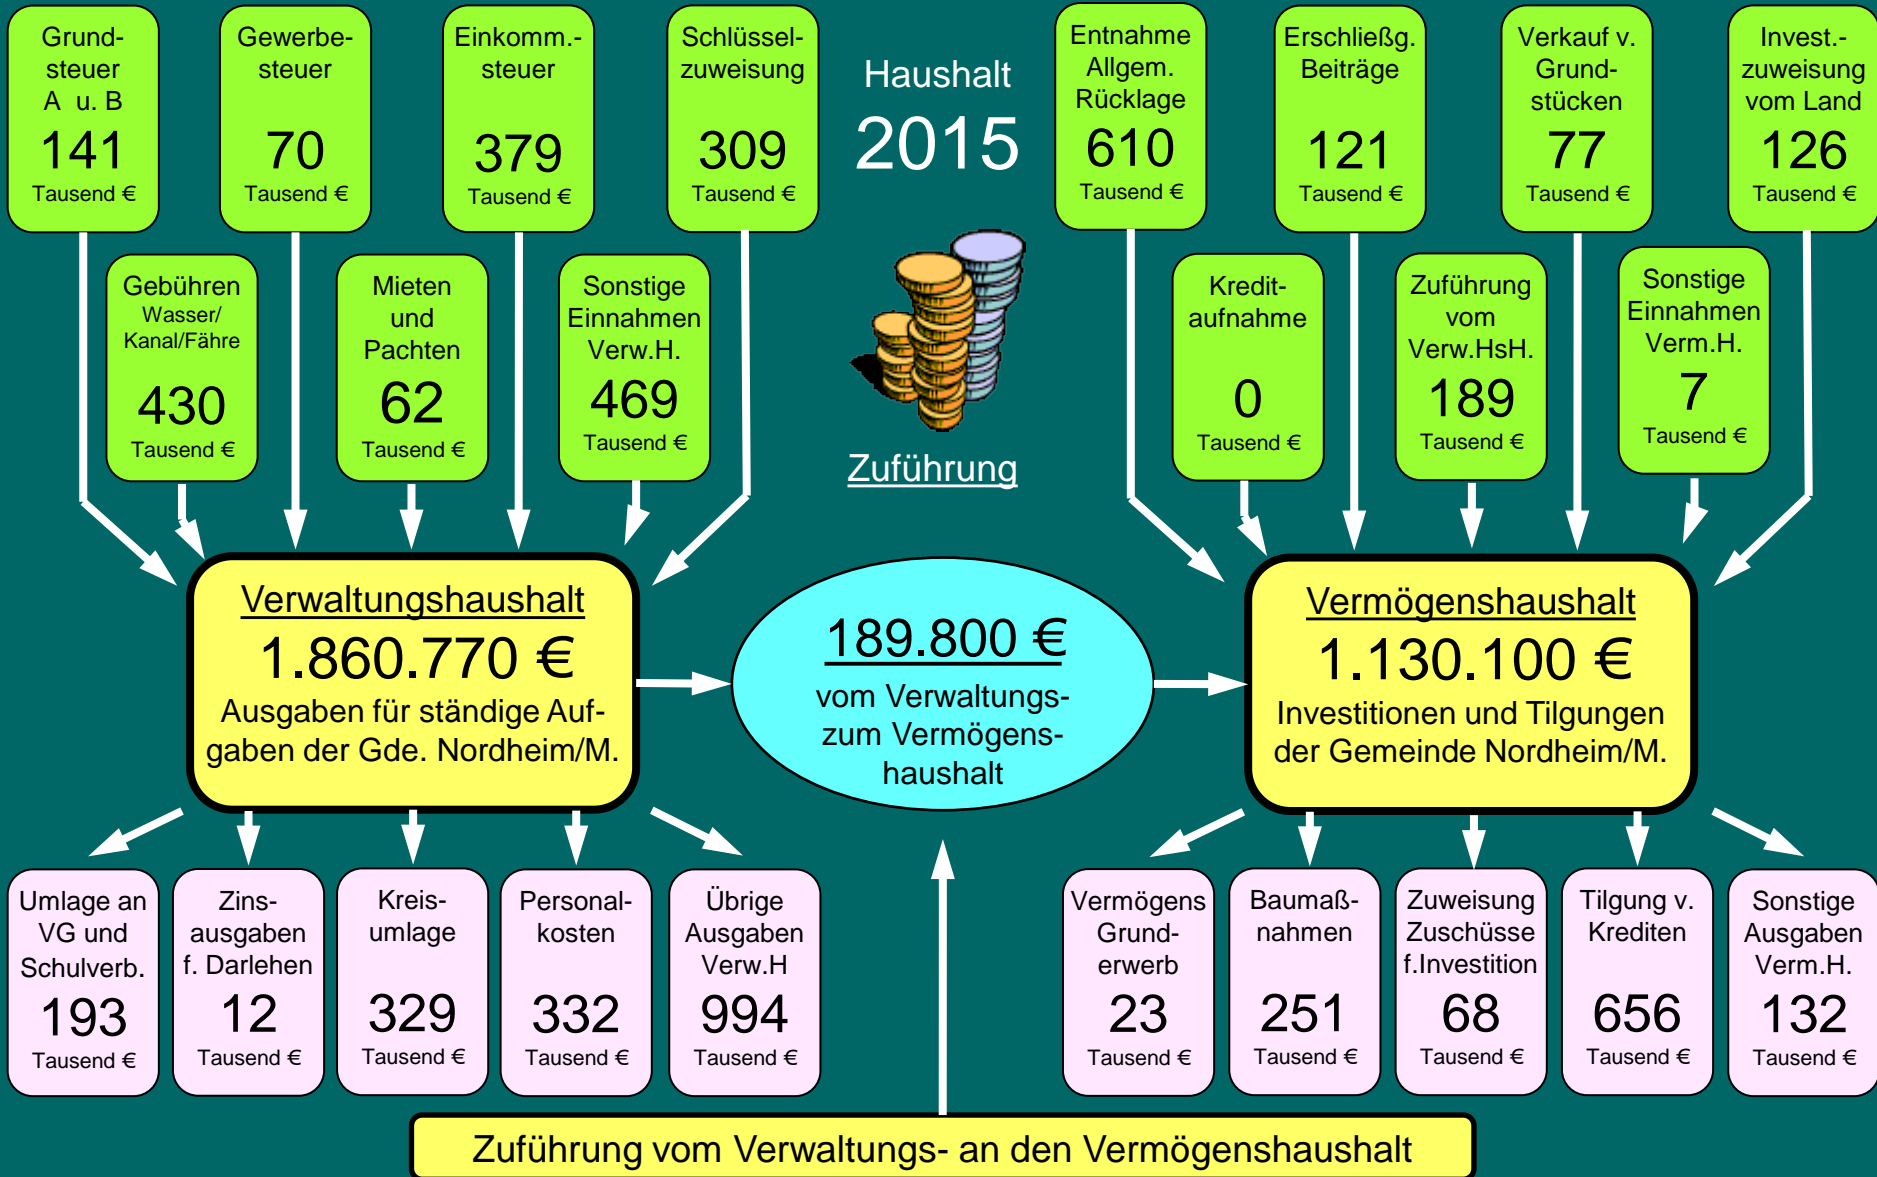 Grund-
steuer
A u. B
141
Tausend €
Gewerbe-
steuer
70
Tausend €
Einkomm.-
steuer
379
Tausend €
Schlüssel-
zuweisung
309
Tausend €
Haushalt
2015
Entnahme
Allgem.
Rücklage
610
Tausend €
Erschließg.
Beiträge
121
Tausend €
Verkauf v.
Grund-
stücken
77
Tausend €
Invest.-
zuweisung
vom Land
126
Tausend €
Gebühren
Wasser/
Kanal/Fähre
430
Tausend €
Mieten
und
Pachten
62
Tausend €
Sonstige
Einnahmen
Verw.H.
469
Tausend €
Zuführung
Kredit-
aufnahme
0
Tausend €
Zuführung
vom
Verw.HsH.
189
Tausend €
Sonstige
Einnahmen
Verm.H.
7
Tausend €
Verwaltungshaushalt
1.860.770 €
Ausgaben für ständige Auf-
gaben der Gde. Nordheim/M.
189.800 €
vom Verwaltungs-
zum Vermögens-
haushalt
Vermögenshaushalt
1.130.100 €
Investitionen und Tilgungen
der Gemeinde Nordheim/M.
Umlage an
VG und
Schulverb.
193
Tausend €
Zins-
ausgaben
f. Darlehen
12
Tausend €
Kreis-
umlage
329
Tausend €
Personal-
kosten
332
Tausend €
Übrige
Ausgaben
Verw.H
994
Tausend €
Vermögens
Grund-
erwerb
23
Tausend €
Baumaß-
nahmen
251
Tausend €
Zuweisung
Zuschüsse
f.Investition
68
Tausend €
Tilgung v.
Krediten
656
Tausend €
Sonstige
Ausgaben
Verm.H.
132
Tausend €
Zuführung vom Verwaltungs- an den Vermögenshaushalt